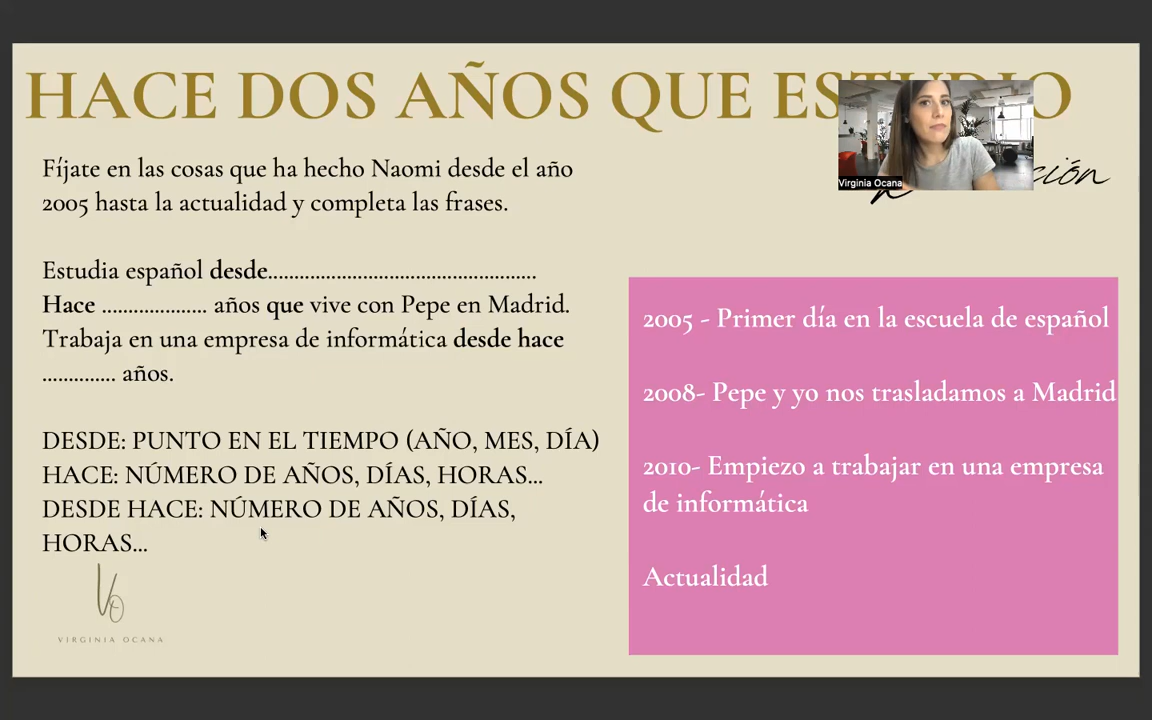 HACE DOS AÑOS QUE
Virginia Ocana
Fíjate en las cosas que ha hecho Naomi desde el año
2005 hasta la actualidad y completa las frases.
Estudia español desde................................................
Hace ................... años que vive con Pepe en Madrid.
Trabaja en una empresa de informática desde hace
.............. años.
DESDE: PUNTO EN EL TIEMPO (AÑO, MES, DÍA)
HACE: NÚMERO DE AÑOS, DÍAS, HORAS...
DESDE HACE: NÚMERO DE AÑOS, DÍAS,
HORAS...
VO
VIRGINIA OCANA
2005 - Primer día en la escuela de español
2008- Pepe y yo nos trasladamos a Madrid
2010- Empiezo a trabajar en una empresa
de informática
Actualidad